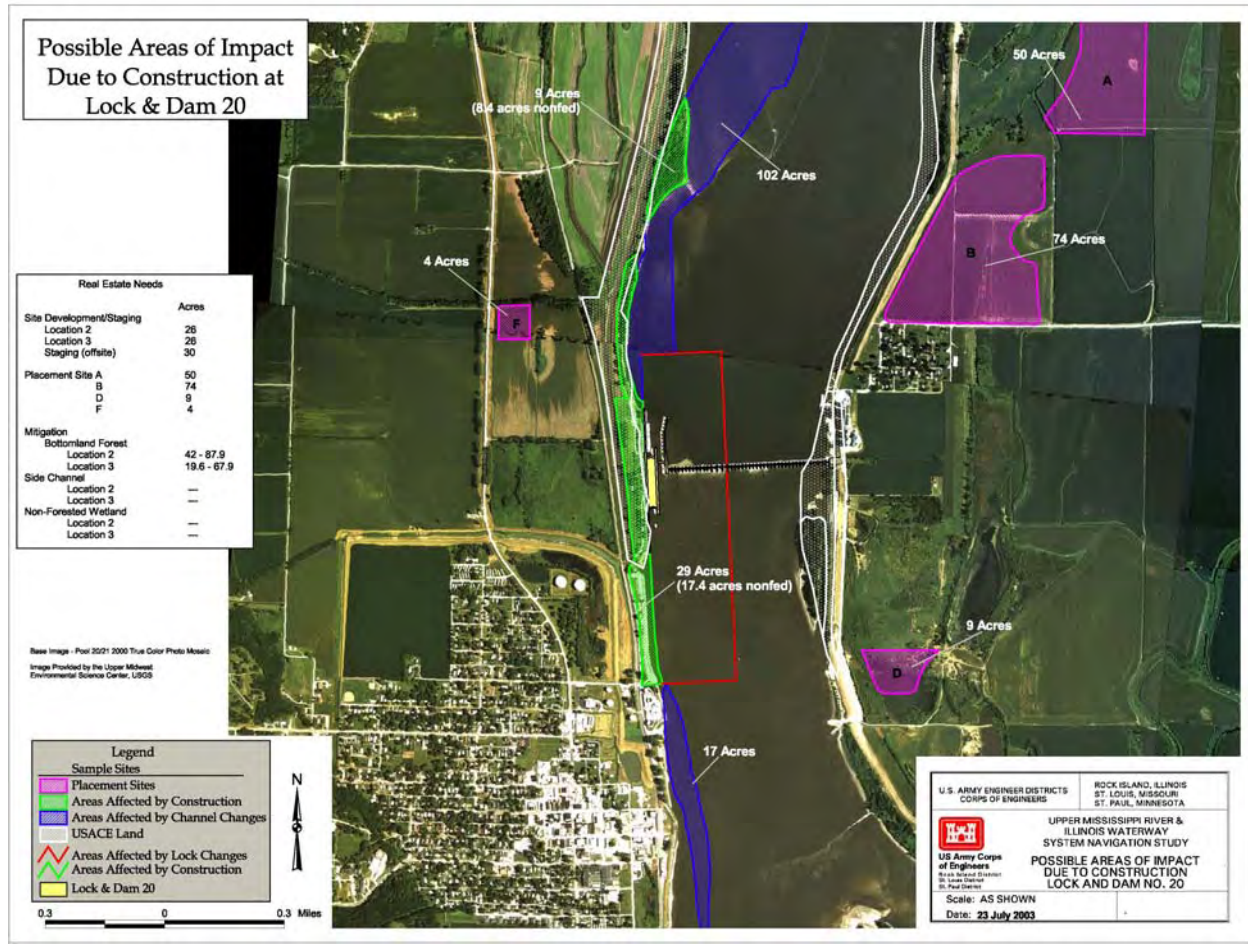 Possible Areas of Impact
Due to Construction at
Lock & Dam 20
50 Acres
A
9 Acres
(8.4 acres nonfed)
102 Acres
74 Acres
B
4 Acres
F
Real Estate Needs
Acres
Site Development/Staging
Location 2 26
Location 3 26
Staging (offsite) 30
Placement Site A 50
B 74
D 9
F 4
Mitigation
Bottomland Forest
Location 2 42 - 87.9
Location 3 19.6 - 67.9
Side Channel
Location 2 —
Location 3 —
Non-Forested Wetland
Location 2 —
Location 3 —
29 Acres
(17.4 acres nonfed)
9 Acres
D
17 Acres
Base Image - Pool 20/21 2000 True Color Photo Mosaic
Image Provided by the Upper Midwest
Environmental Science Center, USGS
Legend
Sample Sites
Placement Sites
Areas Affected by Construction
Areas Affected by Channel Changes
USACE Land
Areas Affected by Lock Changes
Areas Affected by Construction
Lock & Dam 20
N
0.3 0 0.3 Miles
U.S. ARMY ENGINEER DISTRICTS
CORPS OF ENGINEERS
ROCK ISLAND, ILLINOIS
ST. LOUIS, MISSOURI
ST. PAUL, MINNESOTA
US Army Corps
of Engineers
Rock Island District
St. Louis District
St. Paul District
UPPER MISSISSIPPI RIVER &
ILLINOIS WATERWAY
SYSTEM NAVIGATION STUDY
POSSIBLE AREAS OF IMPACT
DUE TO CONSTRUCTION
LOCK AND DAM NO. 20
Scale: AS SHOWN
Date: 23 July 2003